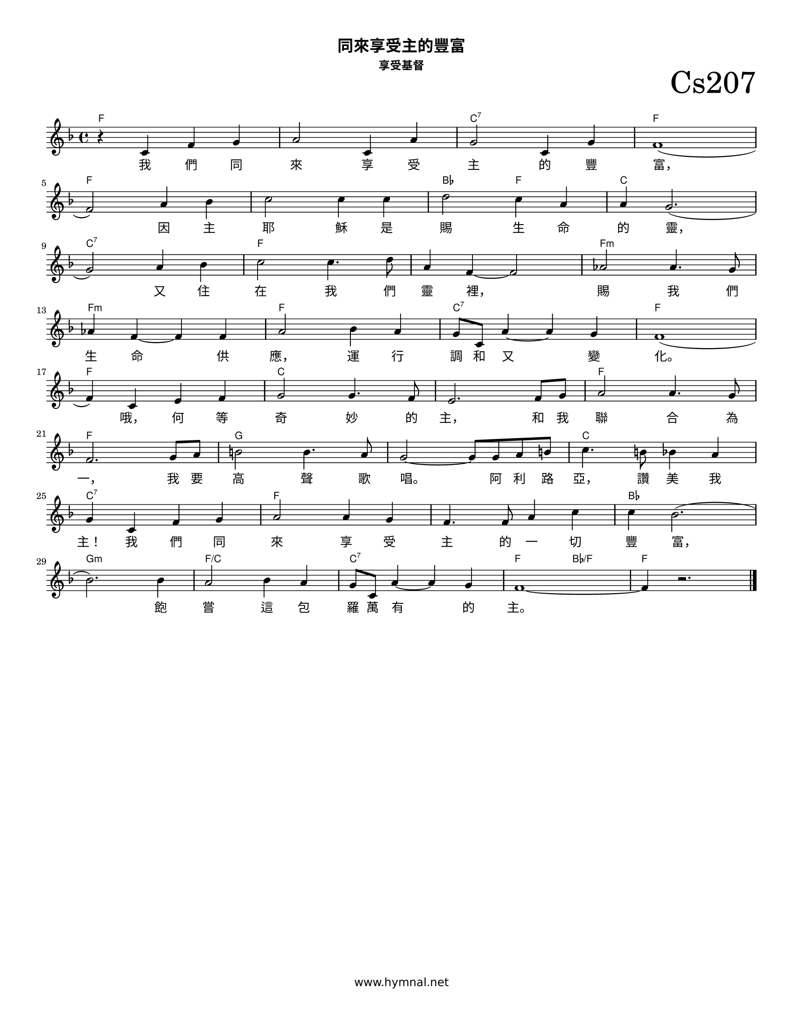 同來享受主的豐富
享受基督
Cs207
F C7 F
我 們 同 來 享 受 主 的 豐 富，
5 F B♭ F C
因 主 耶 穌 是 賜 生 命 的 靈，
9 C7 F Fm
又 住 在 我 們 靈 裡， 賜 我 們
13 Fm F C7 F
生 命 供 應， 運 行 調 和 又 變 化。
17 F C F
哦， 何 等 奇 妙 的 主， 和 我 聯 合 為
21 F G C
一， 我 要 高 聲 歌 唱。 阿 利 路 亞， 讚 美 我
25 C7 F B♭
主！ 我 們 同 來 享 受 主 的 一 切 豐 富，
29 Gm F/C C7 F B♭/F F
飽 嘗 這 包 羅 萬 有 的 主。
www.hymnal.net